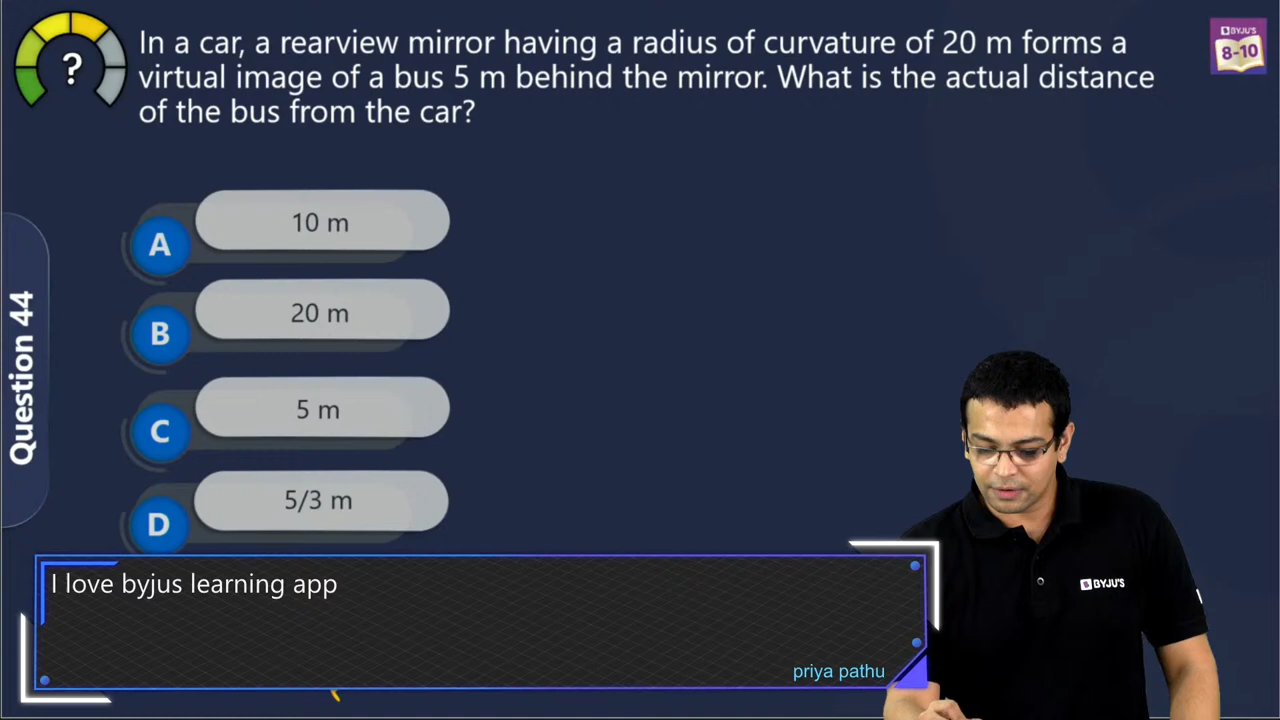 ?
In a car, a rearview mirror having a radius of curvature of 20 m forms a
virtual image of a bus 5 m behind the mirror. What is the actual distance
of the bus from the car?
BYJU'S
8-10
Question 44
A
10 m
B
20 m
C
5 m
D
5/3 m
I love byjus learning app
priya pathu
BYJU'S